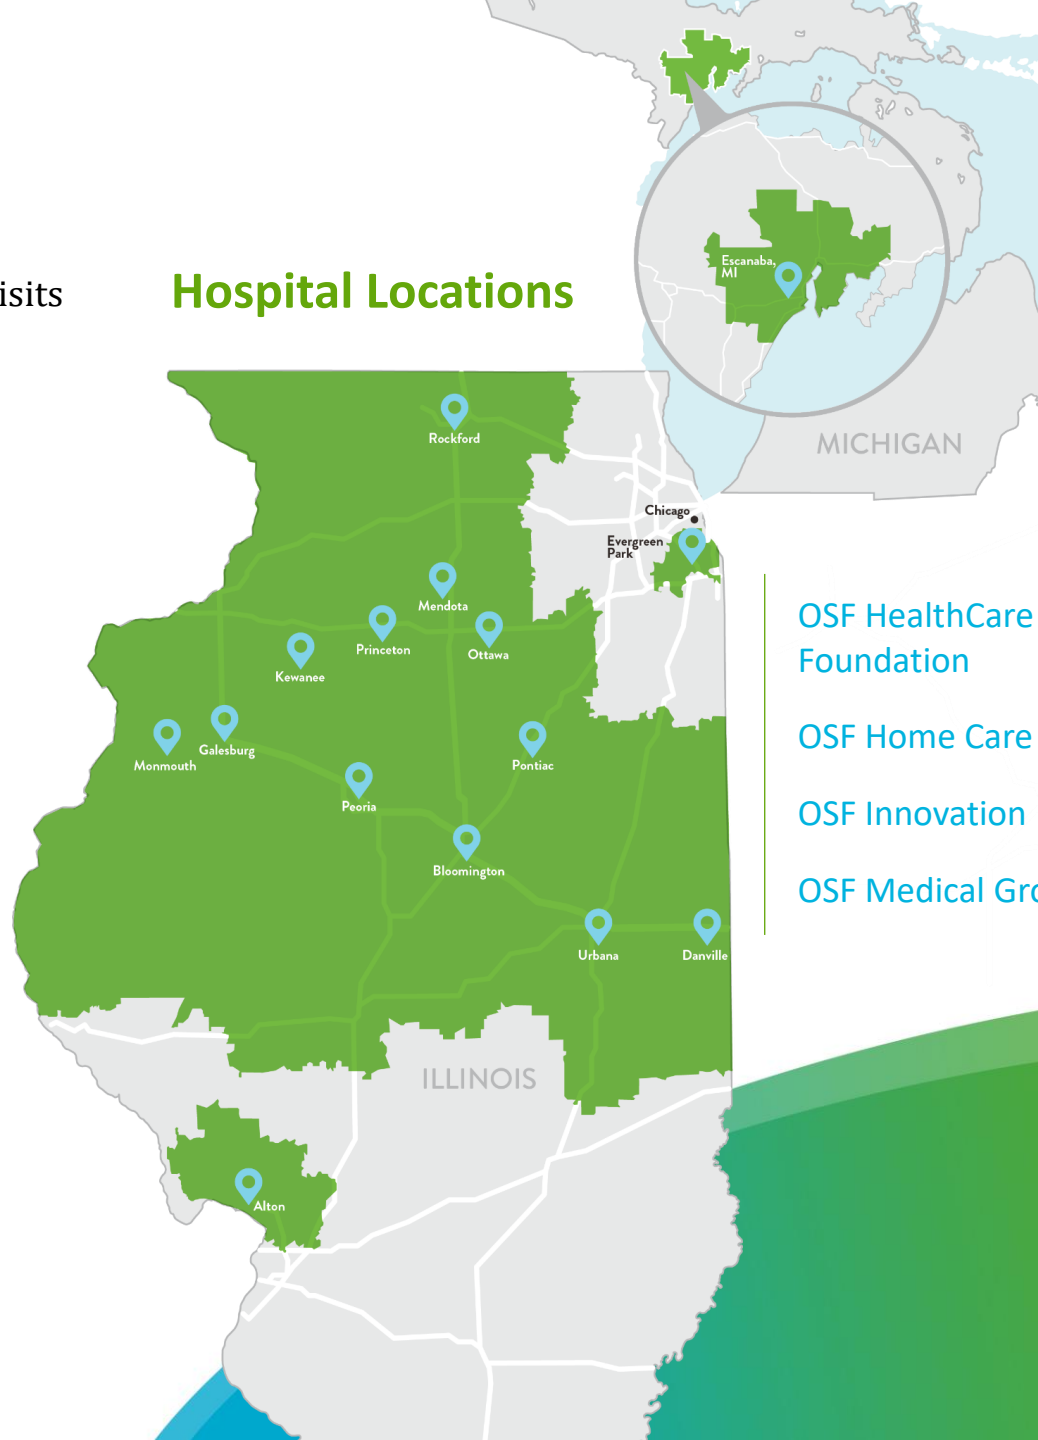 isits
Hospital Locations
Escanaba,
MI
MICHIGAN
Rockford
Chicago
Evergreen
Park
Mendota
Princeton
Ottawa
Kewanee
Galesburg
Monmouth
Pontiac
Peoria
Bloomington
Urbana
Danville
ILLINOIS
Alton
OSF HealthCare
Foundation
OSF Home Care
OSF Innovation
OSF Medical Gro